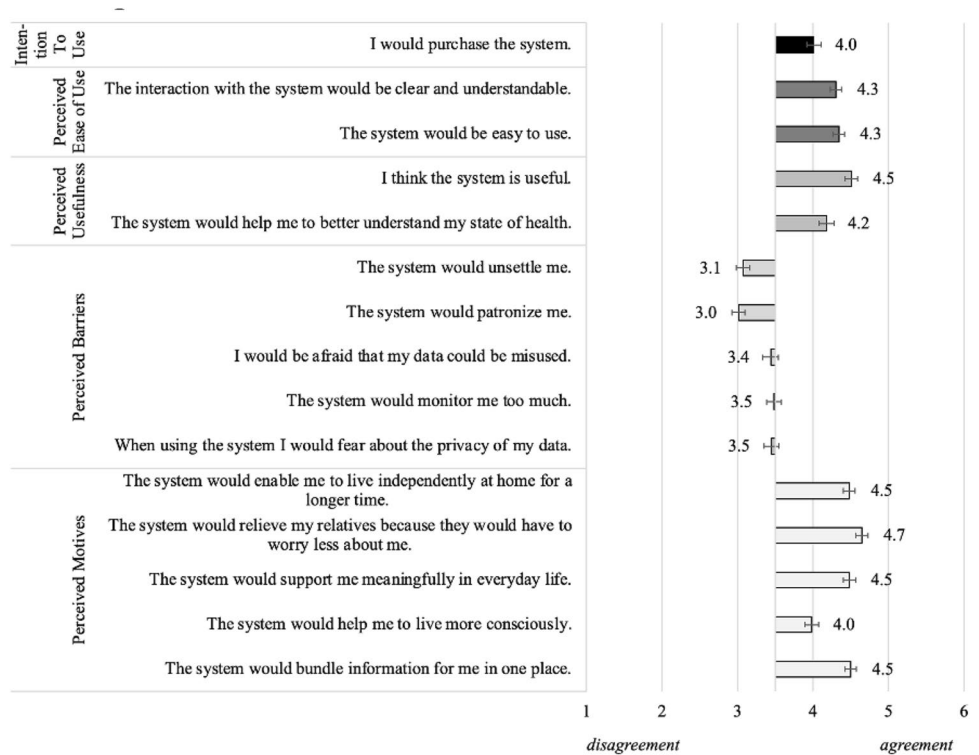 Inten-
tion
To
Use
I would purchase the system.
4.0
Perceived
Ease of Use
The interaction with the system would be clear and understandable.
4.3
The system would be easy to use.
4.3
Perceived
Usefulness
I think the system is useful.
4.5
The system would help me to better understand my state of health.
4.2
Perceived Barriers
The system would unsettle me.
3.1
The system would patronize me.
3.0
I would be afraid that my data could be misused.
3.4
The system would monitor me too much.
3.5
When using the system I would fear about the privacy of my data.
3.5
Perceived Motives
The system would enable me to live independently at home for a
longer time.
4.5
The system would relieve my relatives because they would have to
worry less about me.
4.7
The system would support me meaningfully in everyday life.
4.5
The system would help me to live more consciously.
4.0
The system would bundle information for me in one place.
4.5
1 2 3 4 5 6
disagreement agreement